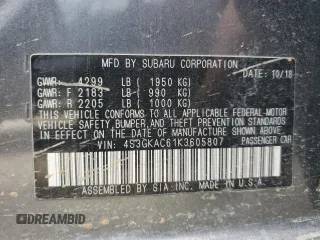 MFD BY SUBARU CORPORATION
DATE: 10/18
GVWR: 4299 LB ( 1950 KG)
GAWR: F 2183 LB ( 990 KG)
GAWR: R 2205 LB ( 1000 KG)
THIS VEHICLE CONFORMS TO ALL APPLICABLE FEDERAL-MOTOR
VEHICLE SAFETY,BUMPER,AND THEFT PREVENTION STANDARDS
IN EFFECT ON THE DATE OF MANUFACTURE SHOWN ABOVE.
VIN: 4S3GKAC61K3605807
PASSENGER CAR
ASSEMBLED BY SIA, INC. MADE IN U.S.A.
DREAMBID